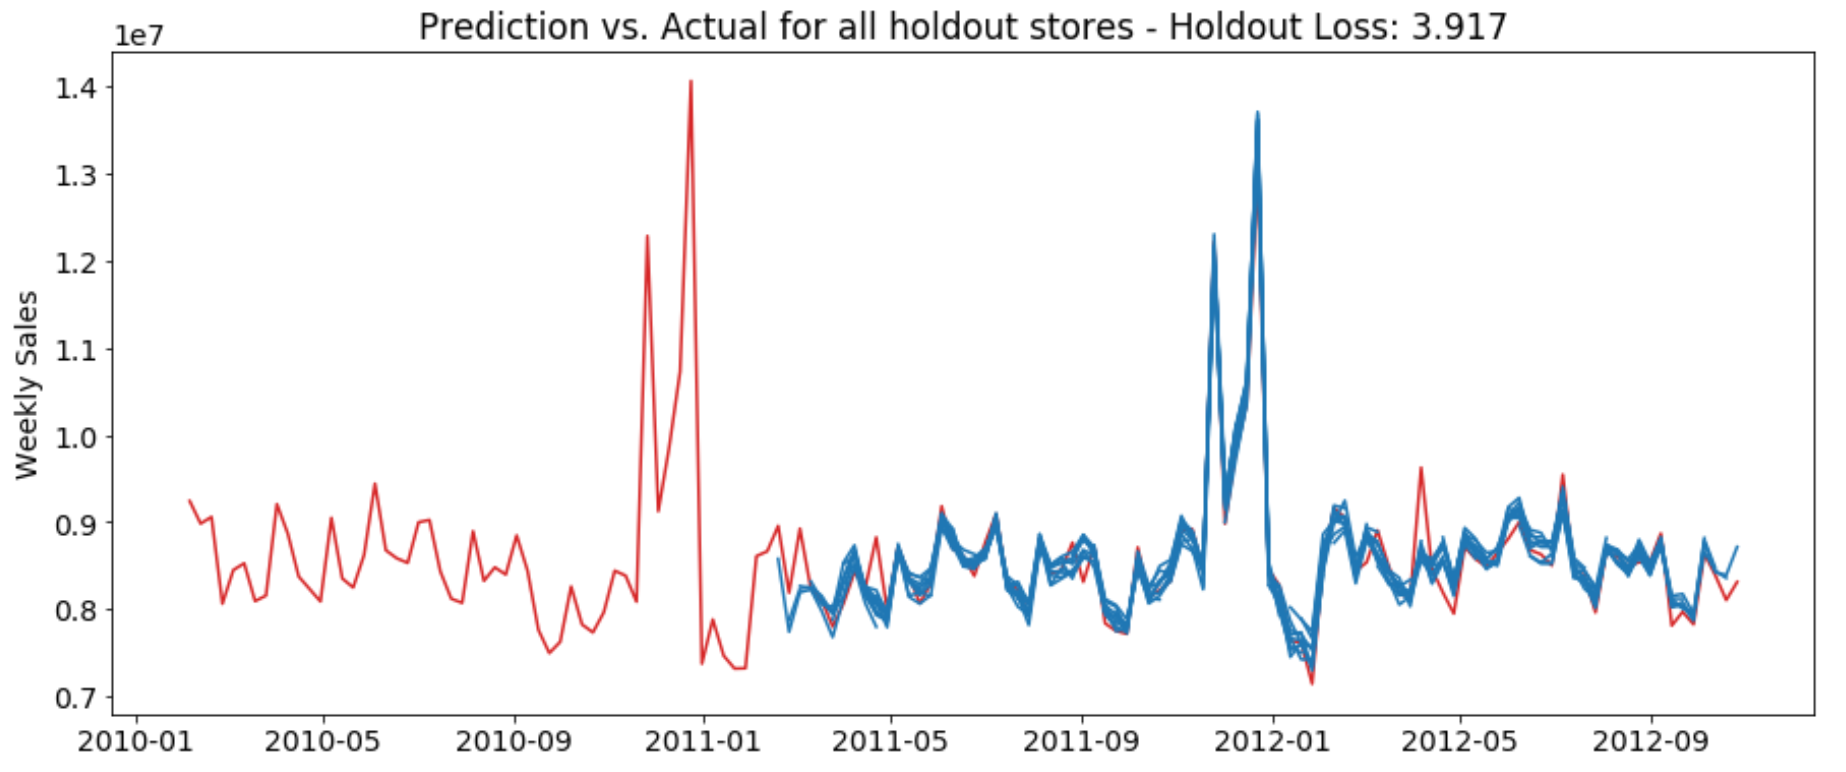 Prediction vs. Actual for all holdout stores - Holdout Loss: 3.917
1e7
1.4
1.3
1.2
1.1
1.0
0.9
0.8
0.7
Weekly Sales
2010-01 2010-05 2010-09 2011-01 2011-05 2011-09 2012-01 2012-05 2012-09